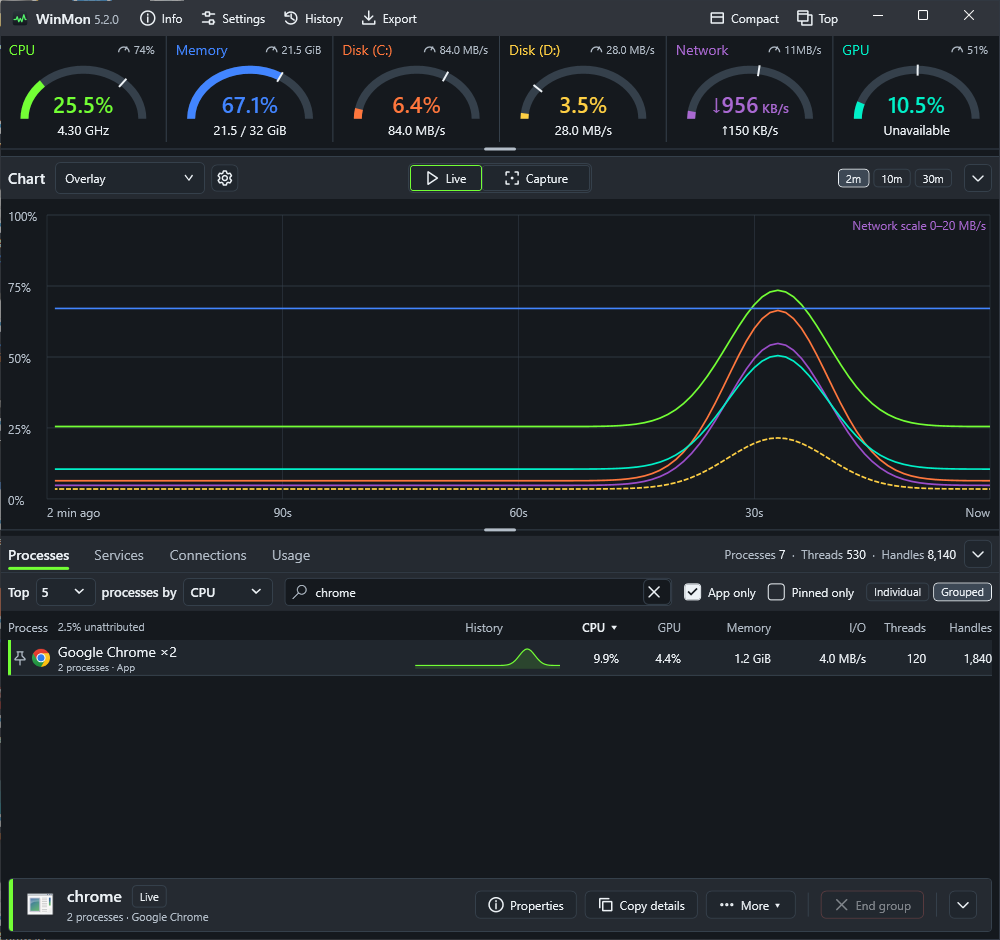 WinMon 5.2.0 Info Settings History Export Compact Top
CPU 74% Memory 21.5 GiB Disk (C:) 84.0 MB/s Disk (D:) 28.0 MB/s Network 11MB/s GPU 51%
25.5% 67.1% 6.4% 3.5% ↓956 KB/s 10.5%
4.30 GHz 21.5 / 32 GiB 84.0 MB/s 28.0 MB/s ↑150 KB/s Unavailable
Chart Overlay Live Capture 2m 10m 30m
100%
Network scale 0–20 MB/s
75%
50%
25%
0%
2 min ago 90s 60s 30s Now
Processes Services Connections Usage Processes 7 · Threads 530 · Handles 8,140
Top 5 processes by CPU chrome App only Pinned only Individual Grouped
Process 2.5% unattributed History CPU ▼ GPU Memory I/O Threads Handles
Google Chrome ×2 9.9% 4.4% 1.2 GiB 4.0 MB/s 120 1,840
2 processes · App
chrome Live
2 processes · Google Chrome Properties Copy details ••• More ▾ End group